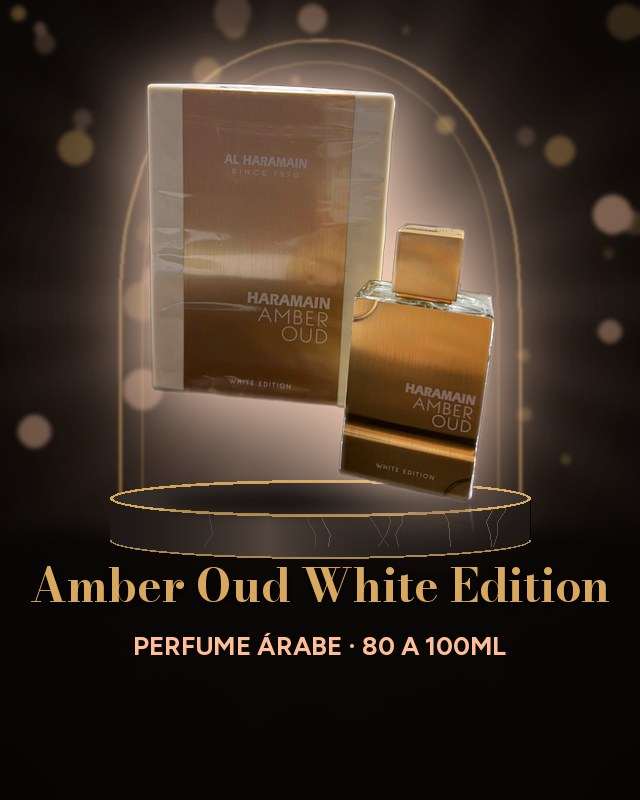 AL HARAMAIN
SINCE 1970
HARAMAIN
AMBER
OUD
WHITE EDITION
HARAMAIN
AMBER
OUD
WHITE EDITION
Amber Oud White Edition
PERFUME ÁRABE · 80 A 100ML